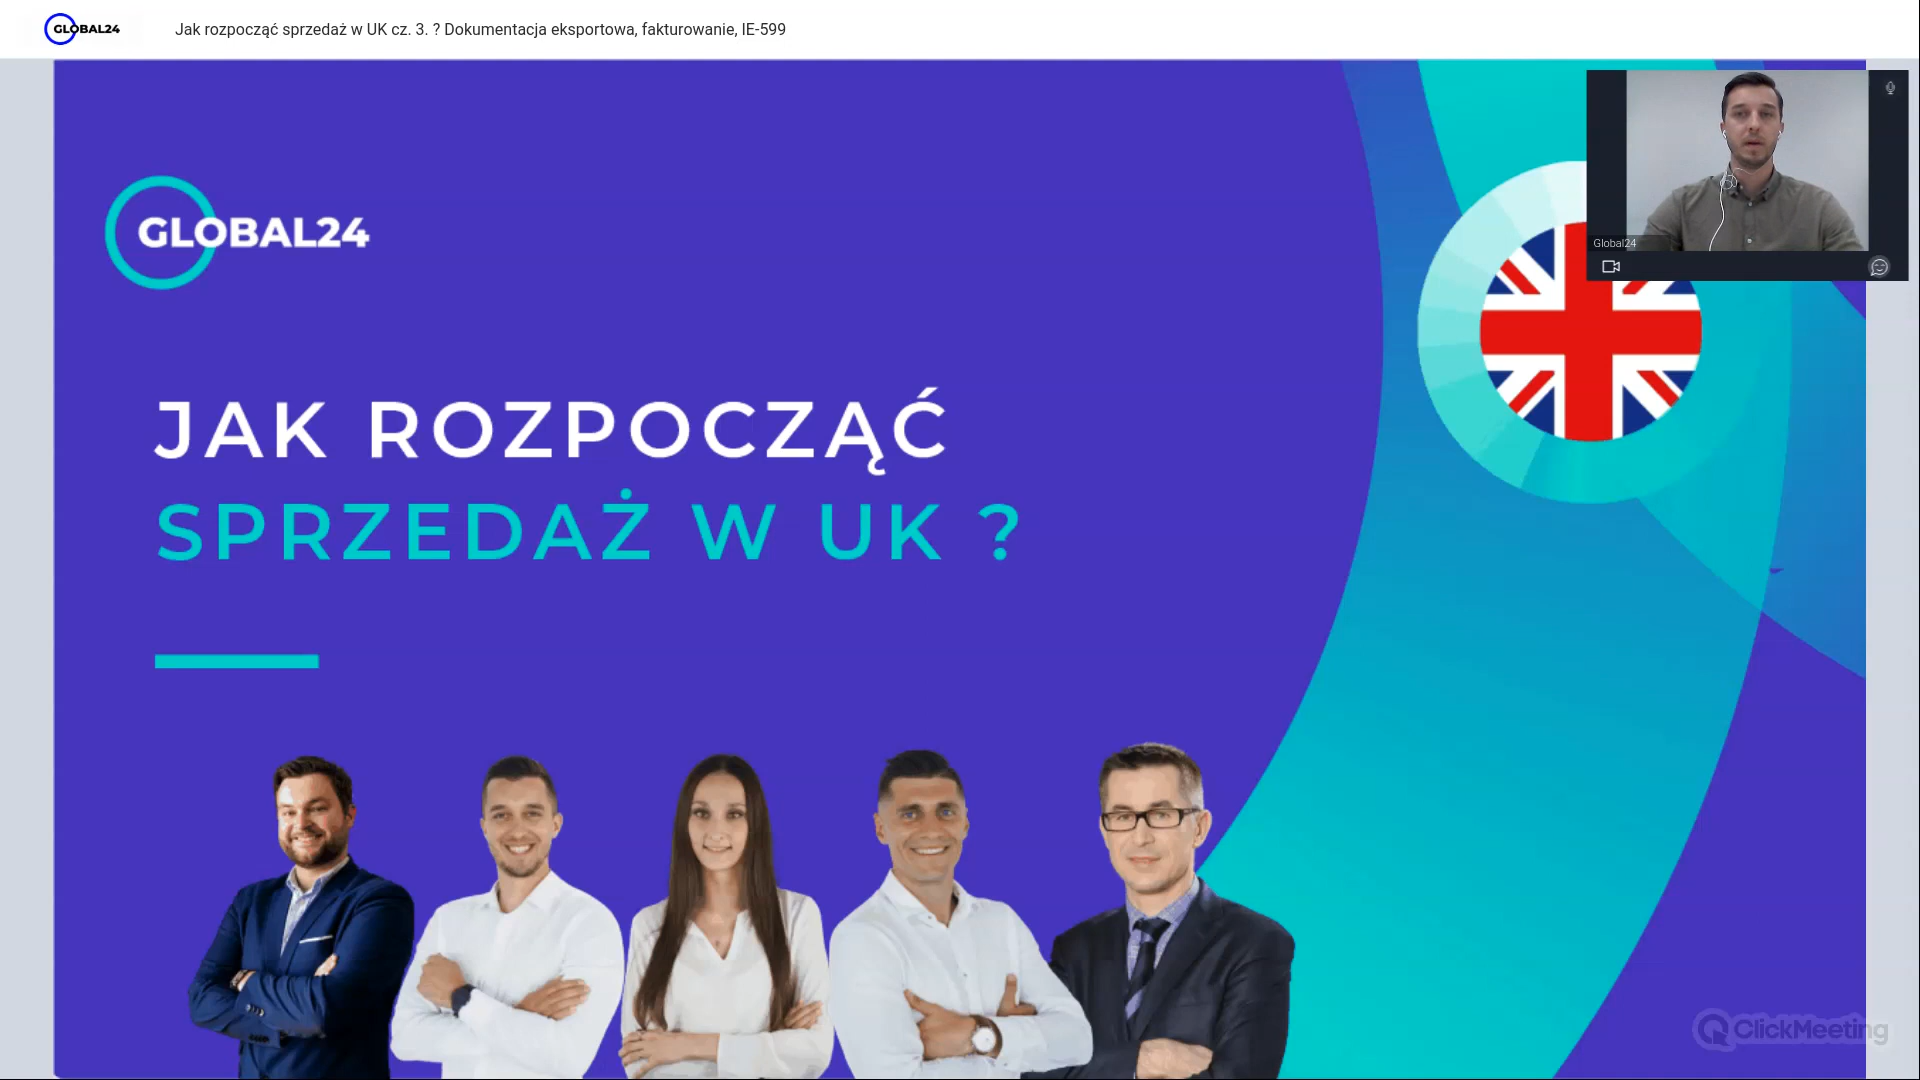 GLOBAL24
Jak rozpocząć sprzedaż w UK cz. 3. ? Dokumentacja eksportowa, fakturowanie, IE-599
GLOBAL24
Global24
JAK ROZPOCZĄĆ
SPRZEDAŻ W UK ?
ClickMeeting